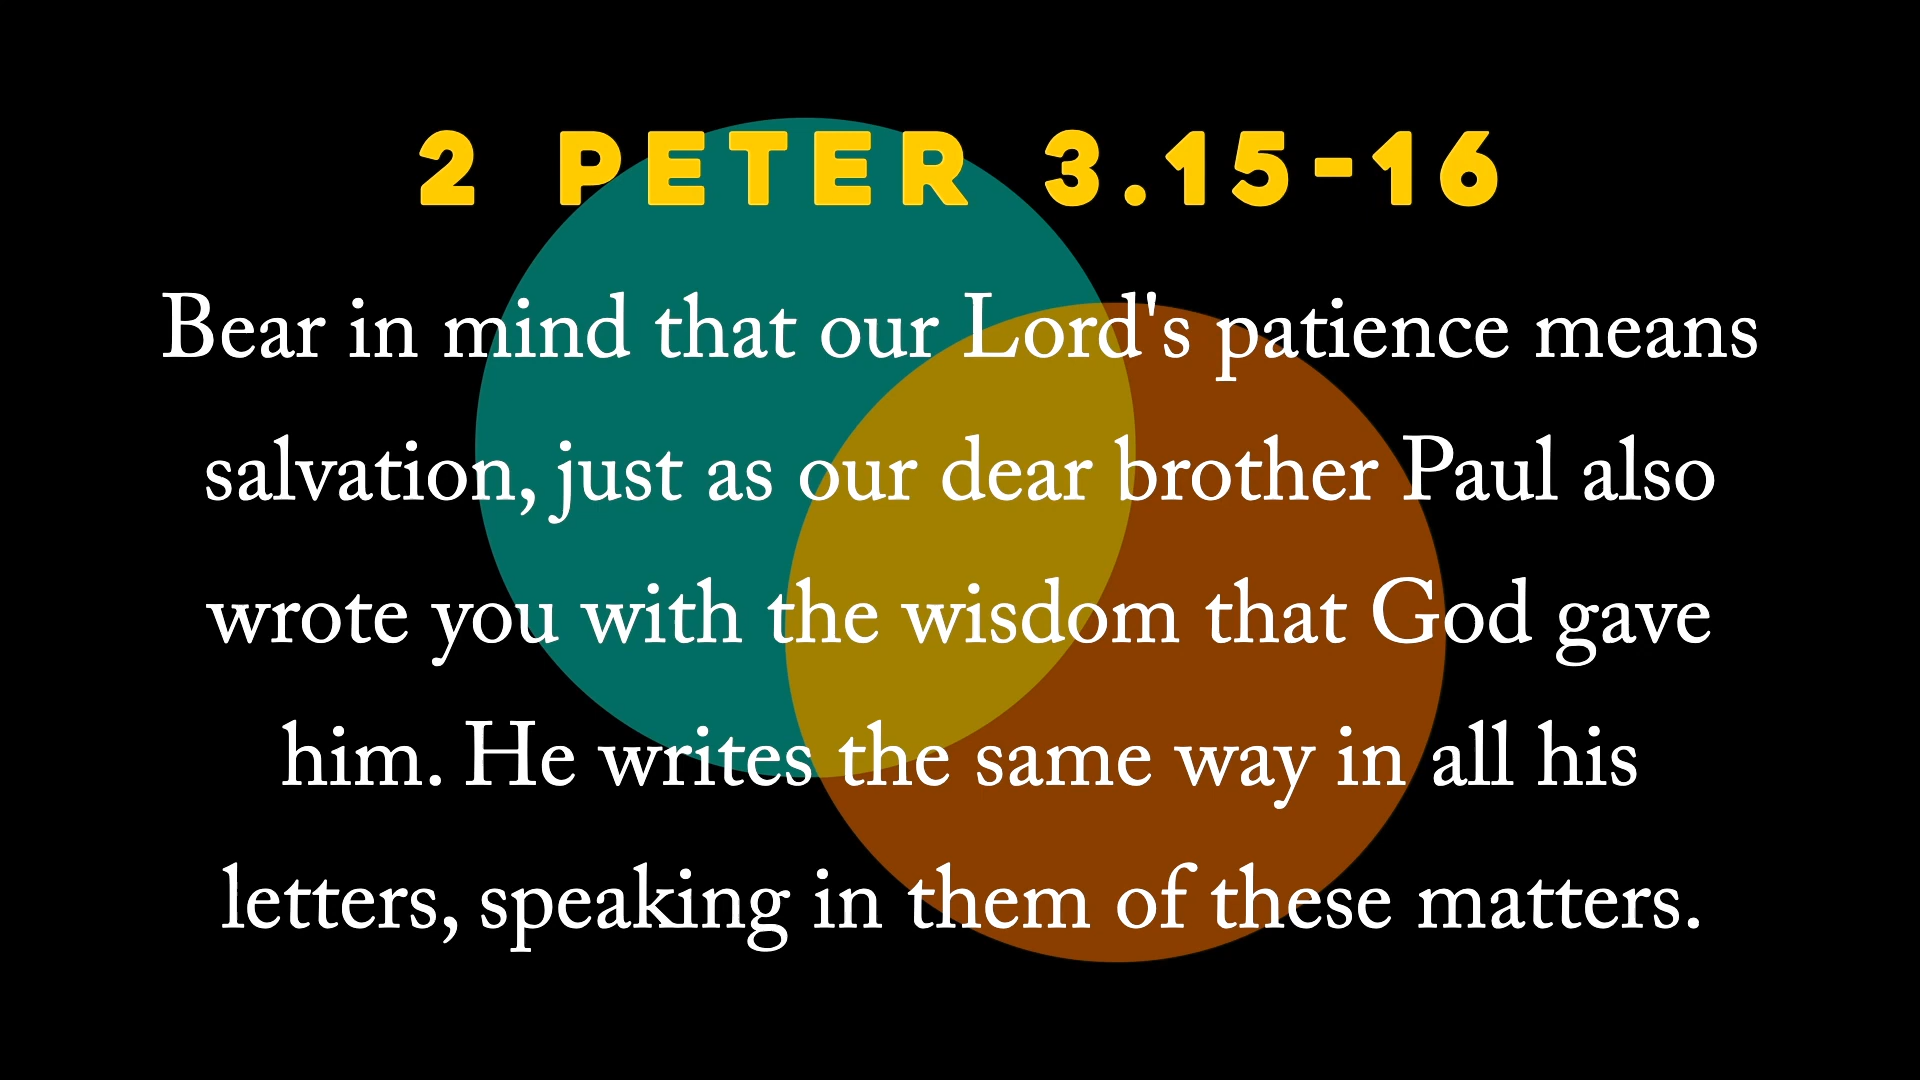 2 PETER 3.15-16
Bear in mind that our Lord's patience means
salvation, just as our dear brother Paul also
wrote you with the wisdom that God gave
him. He writes the same way in all his
letters, speaking in them of these matters.